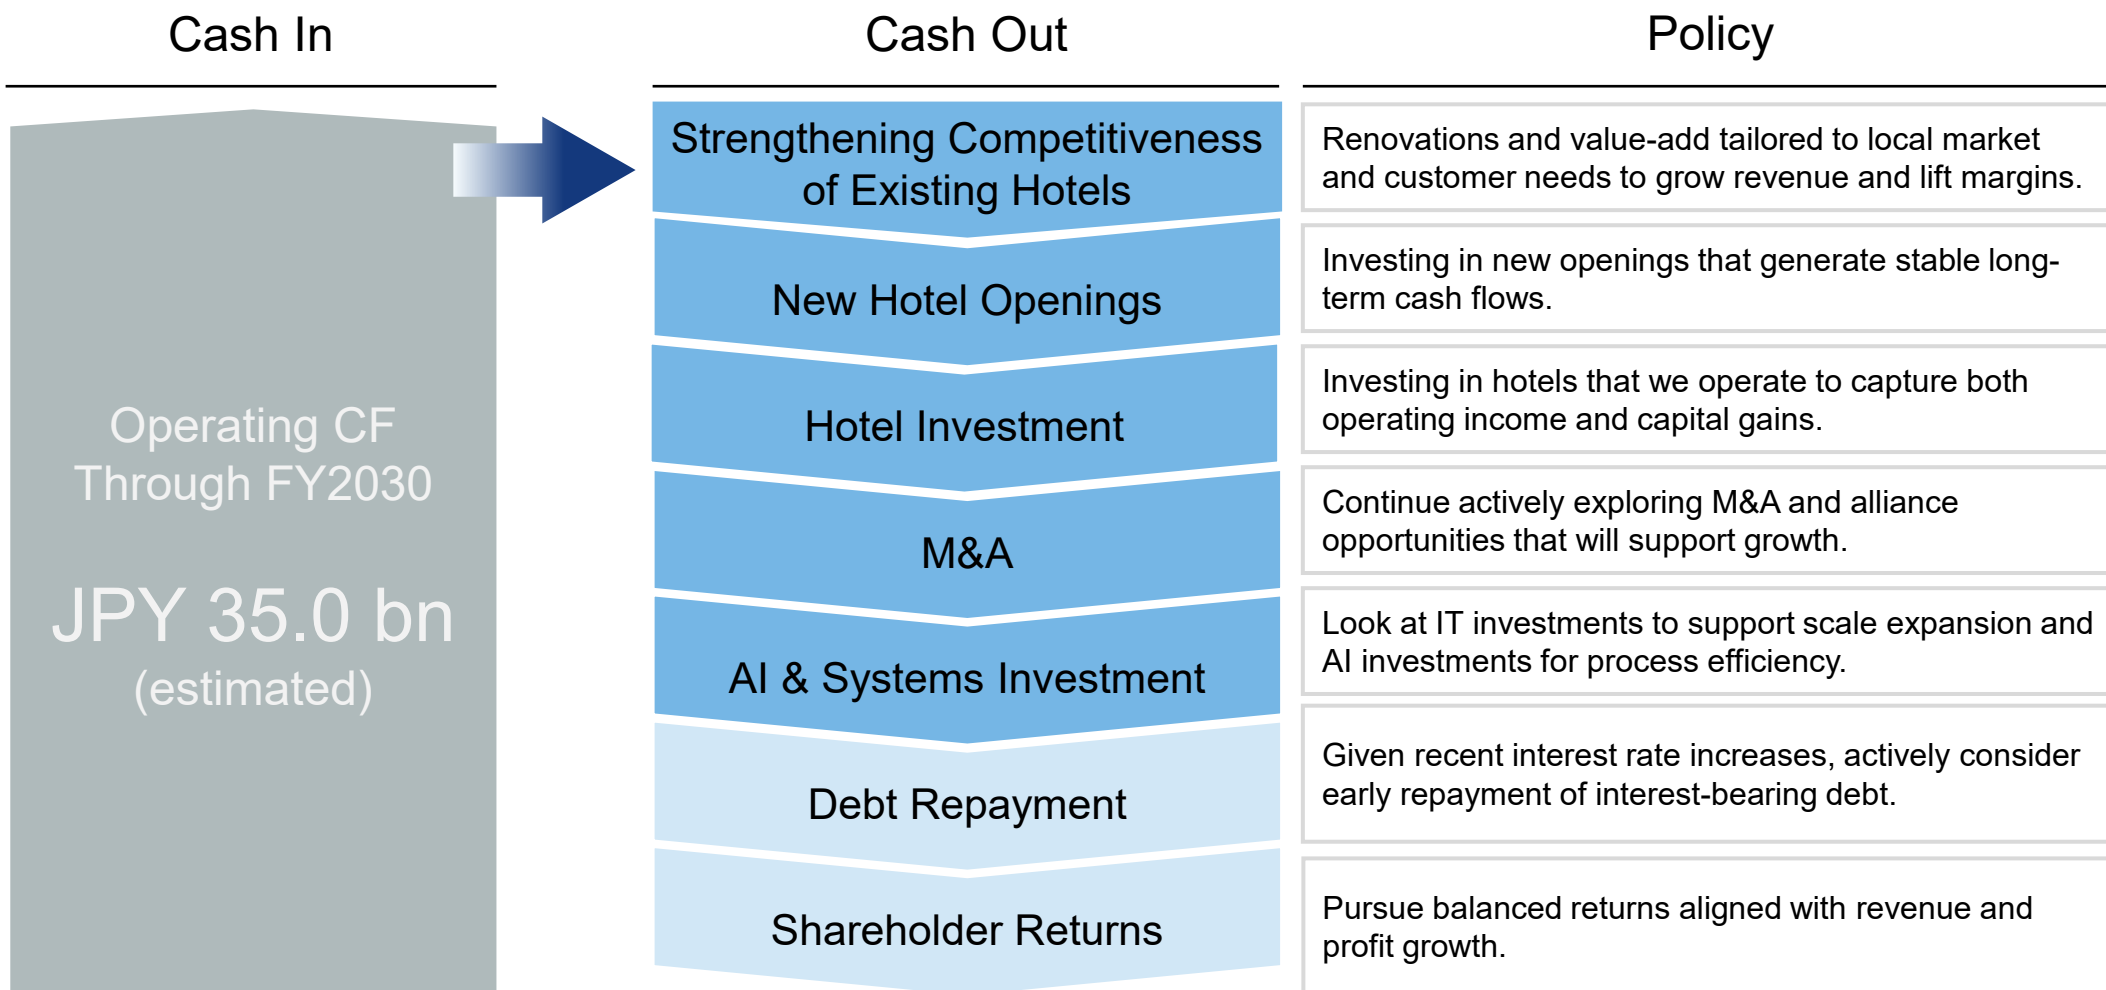 Cash In
Cash Out
Policy
Operating CF
Through FY2030
JPY 35.0 bn
(estimated)
Strengthening Competitiveness
of Existing Hotels
Renovations and value-add tailored to local market
and customer needs to grow revenue and lift margins.
New Hotel Openings
Investing in new openings that generate stable long-
term cash flows.
Hotel Investment
Investing in hotels that we operate to capture both
operating income and capital gains.
M&A
Continue actively exploring M&A and alliance
opportunities that will support growth.
AI & Systems Investment
Look at IT investments to support scale expansion and
AI investments for process efficiency.
Debt Repayment
Given recent interest rate increases, actively consider
early repayment of interest-bearing debt.
Shareholder Returns
Pursue balanced returns aligned with revenue and
profit growth.